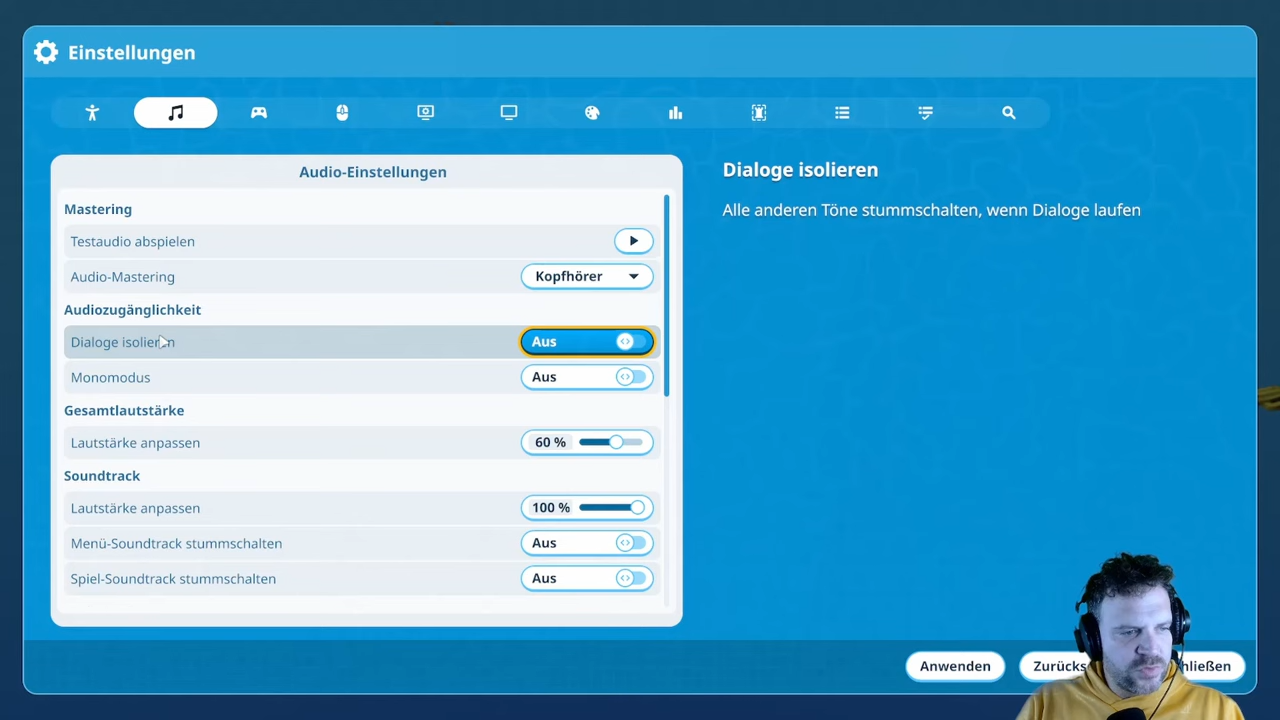 Einstellungen
Audio-Einstellungen
Mastering
Testaudio abspielen
Audio-Mastering
Kopfhörer
Audiozugänglichkeit
Dialoge isolieren
Aus
Monomodus
Aus
Gesamtlautstärke
Lautstärke anpassen
60 %
Soundtrack
Lautstärke anpassen
100 %
Menü-Soundtrack stummschalten
Aus
Spiel-Soundtrack stummschalten
Aus
Dialoge isolieren
Alle anderen Töne stummschalten, wenn Dialoge laufen
Anwenden